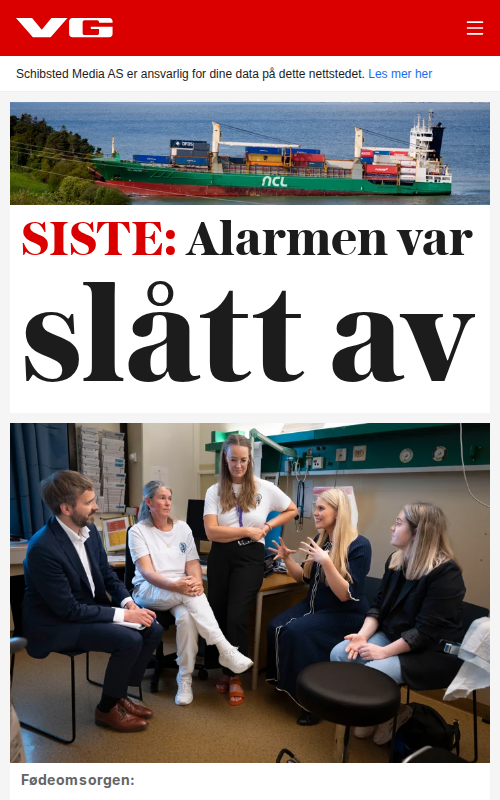 VG
Schibsted Media AS er ansvarlig for dine data på dette nettstedet. Les mer her
NCL
SISTE: Alarmen var
slått av
Fødeomsorgen: